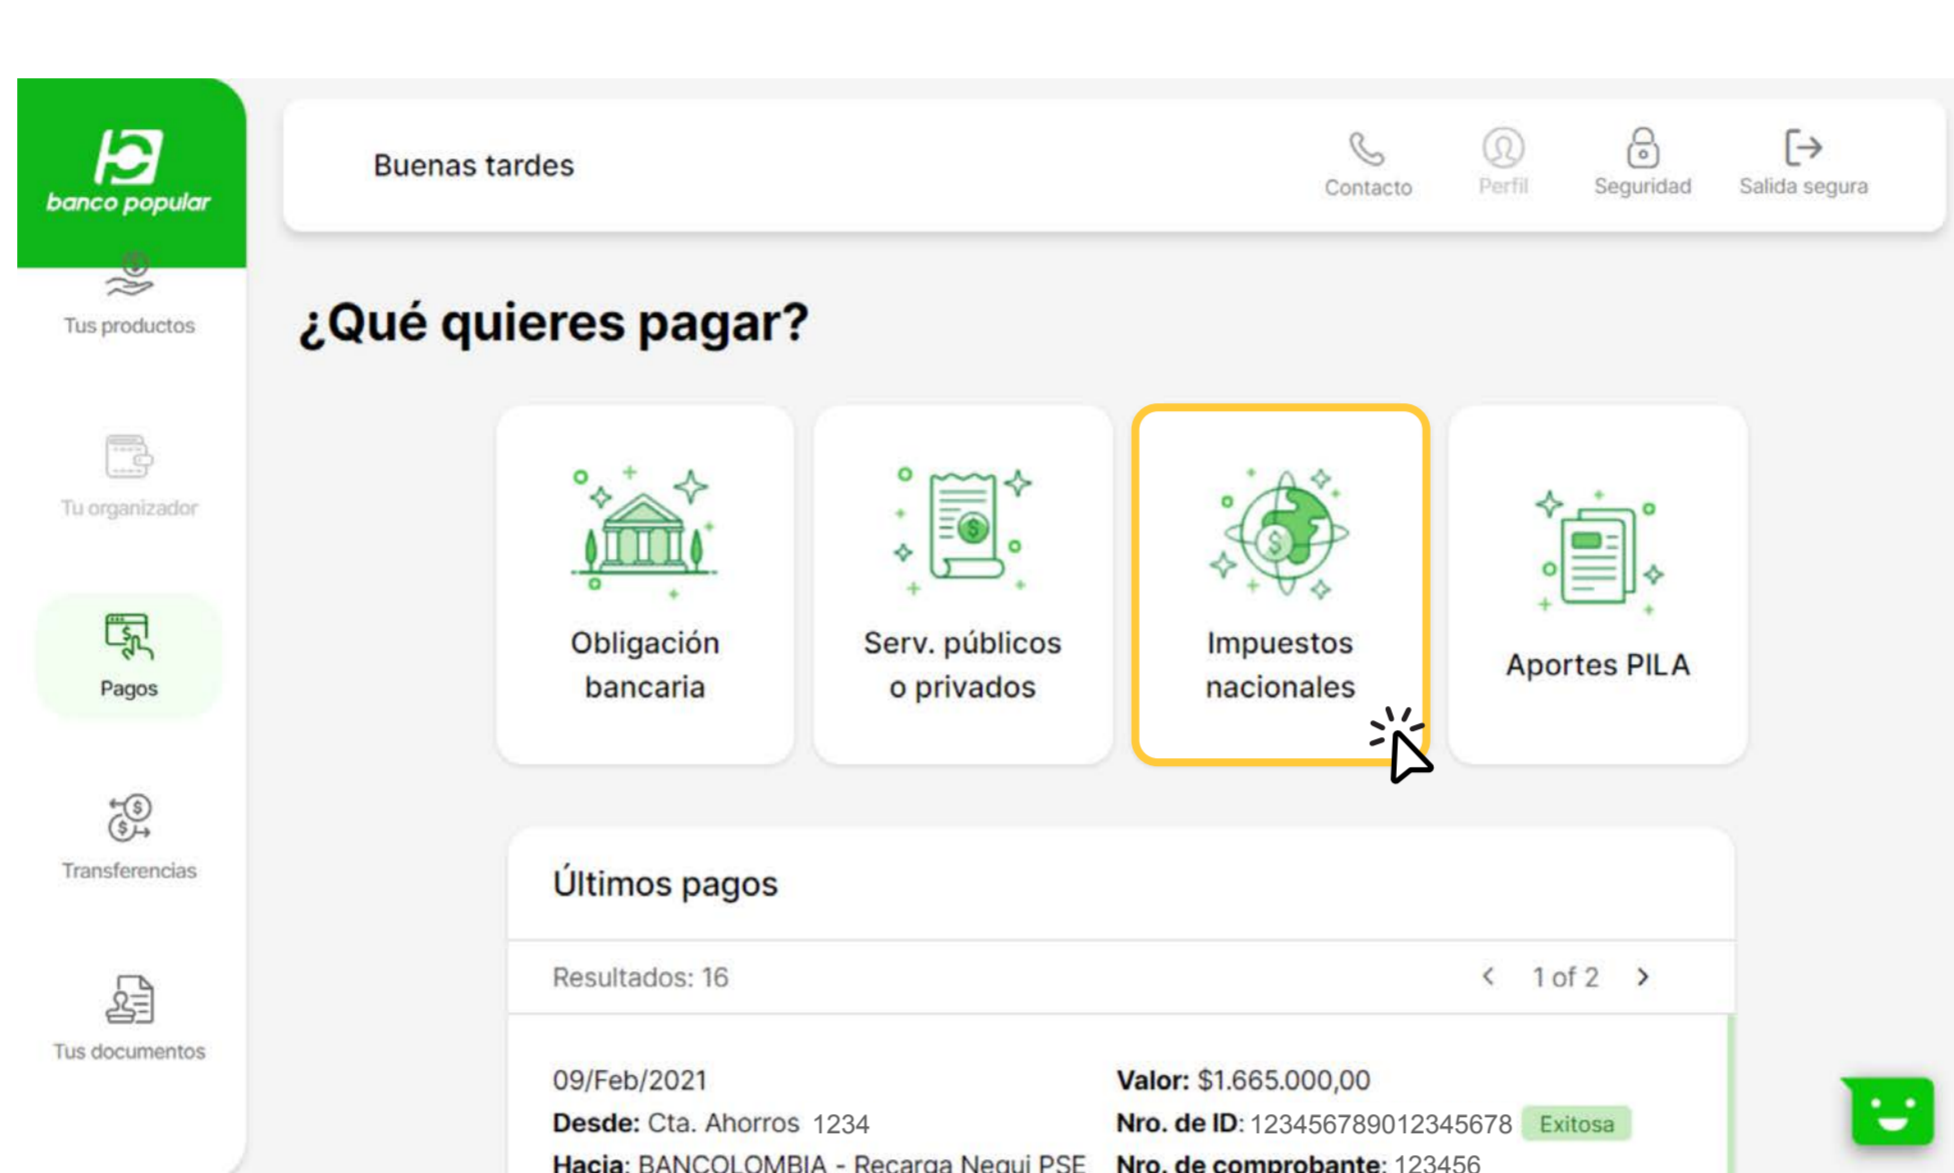 banco popular
Buenas tardes
Contacto
Perfil
Seguridad
Salida segura
Tus productos
Tu organizador
Pagos
Transferencias
Tus documentos
¿Qué quieres pagar?
Obligación
bancaria
Serv. públicos
o privados
Impuestos
nacionales
Aportes PILA
Últimos pagos
Resultados: 16
1 of 2
09/Feb/2021
Desde: Cta. Ahorros 1234
Hacia: BANCOLOMBIA - Recarga Nequi PSE
Valor: $1.665.000,00
Nro. de ID: 123456789012345678 Exitosa
Nro. de comprobante: 123456